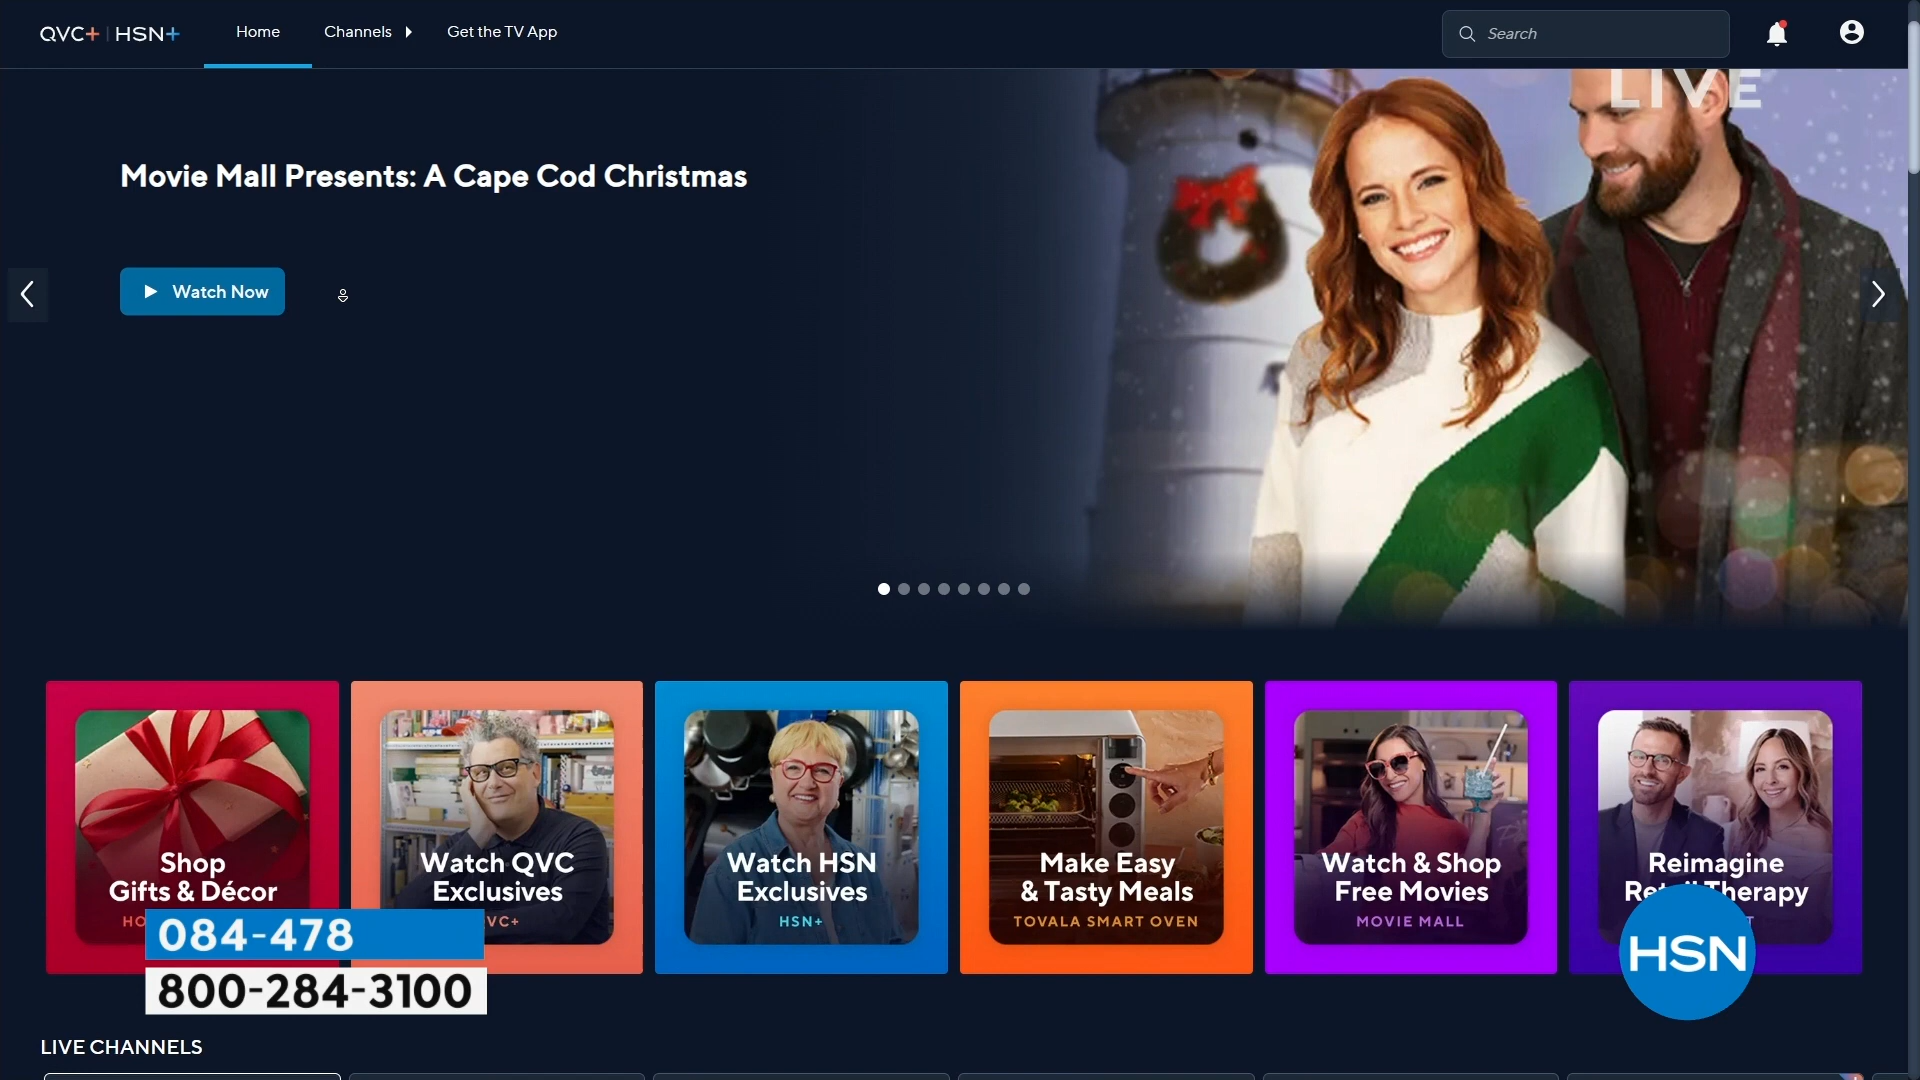 QVC+ | HSN+
Home
Channels
Get the TV App
Search
LIVE
Movie Mall Presents: A Cape Cod Christmas
Watch Now
Shop
Gifts & Décor
Watch QVC
Exclusives
Watch HSN
Exclusives
HSN+
Make Easy
& Tasty Meals
TOVALA SMART OVEN
Watch & Shop
Free Movies
MOVIE MALL
Reimagine
Therapy
084-478
800-284-3100
HSN
LIVE CHANNELS